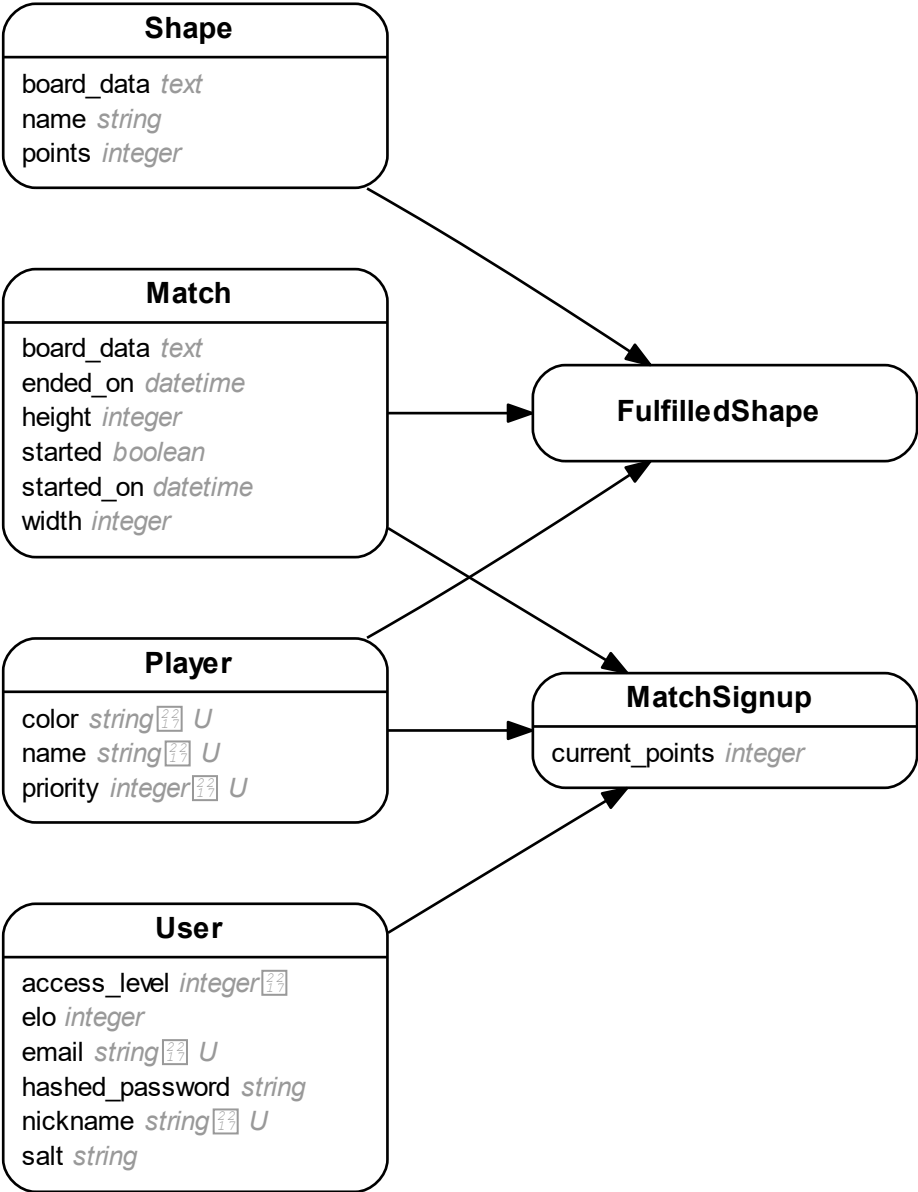 Shape
board_data text
name string
points integer
Match
board_data text
ended_on datetime
height integer
started boolean
started_on datetime
width integer
FulfilledShape
Player
color string U
name string U
priority integer U
MatchSignup
current_points integer
User
access_level integer
elo integer
email string U
hashed_password string
nickname string U
salt string